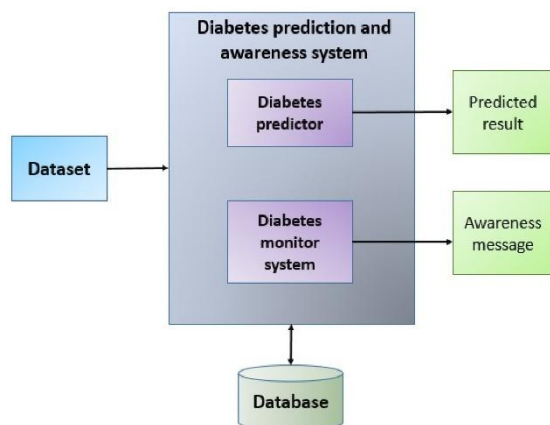 Diabetes prediction and
awareness system
Diabetes
predictor
Predicted
result
Dataset
Diabetes
monitor
system
Awareness
message
Database